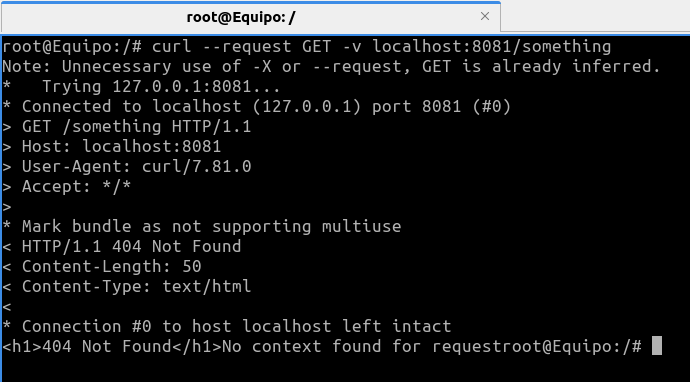 root@Equipo: /
×
root@Equipo:/# curl --request GET -v localhost:8081/something
Note: Unnecessary use of -X or --request, GET is already inferred.
*   Trying 127.0.0.1:8081...
* Connected to localhost (127.0.0.1) port 8081 (#0)
> GET /something HTTP/1.1
> Host: localhost:8081
> User-Agent: curl/7.81.0
> Accept: */*
>
* Mark bundle as not supporting multiuse
< HTTP/1.1 404 Not Found
< Content-Length: 50
< Content-Type: text/html
<
* Connection #0 to host localhost left intact
<h1>404 Not Found</h1>No context found for requestroot@Equipo:/#